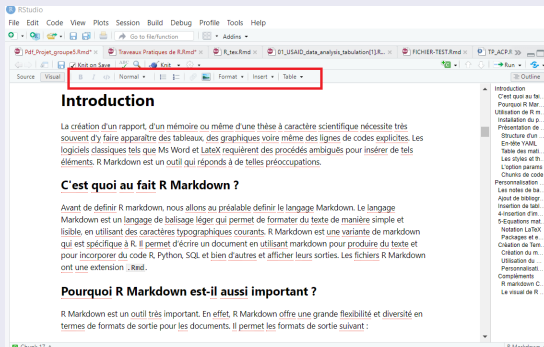 RStudio
File Edit Code View Plots Session Build Debug Profile Tools Help
Go to file/function Addins
Pdf_Projet_groupe5.Rmd* Traveaux Pratiques de R.Rmd* R_tes.Rmd 01_USAID_data_analysis_tabulation[1].R... FICHIER-TEST.Rmd TP_ACP.R
Knit on Save Knit Run
Source Visual B I Normal Format Insert Table Outline
Introduction
La création d'un rapport, d'un mémoire ou même d'une thèse à caractère scientifique nécessite très
souvent d'y faire apparaître des tableaux, des graphiques voire même des lignes de codes explicites. Les
logiciels classiques tels que Ms Word et LateX requièrent des procédés ambiguës pour insérer de tels
éléments. R Markdown est un outil qui réponds à de telles préoccupations.
C'est quoi au fait R Markdown ?
Avant de definir R markdown, nous allons au préalable definir le langage Markdown. Le langage
Markdown est un langage de balisage léger qui permet de formater du texte de manière simple et
lisible, en utilisant des caractères typographiques courants. R Markdown est une variante de markdown
qui est spécifique à R. Il permet d'écrire un document en utilisant markdown pour produire du texte et
pour incorporer du code R, Python, SQL et bien d'autres et afficher leurs sorties. Les fichiers R Markdown
ont une extension .Rmd.
Pourquoi R Markdown est-il aussi important ?
R Markdown est un outil trés important. En effet, R Markdown offre une grande flexibilité et diversité en
termes de formats de sortie pour les documents. Il permet les formats de sortie suivant :
Introduction
C'est quoi au fai...
Pourquoi R Mar...
Utilisation de R m...
Installation du p...
Présentation de ...
Structure d'un ...
En-tête YAML
Table des mati...
Les styles et th...
L'option params
Chunks de code
Personnalisation ...
Les notes de ba...
Ajout de bibliogr...
Insertion de tabl...
4-Insertion d'im...
5-Equations mat...
Notation LaTeX
Packages et e...
Création de Tem...
Création du m...
Utilisation du ...
Personnalisati...
Compléments
R markdown C...
Le visuel de R...